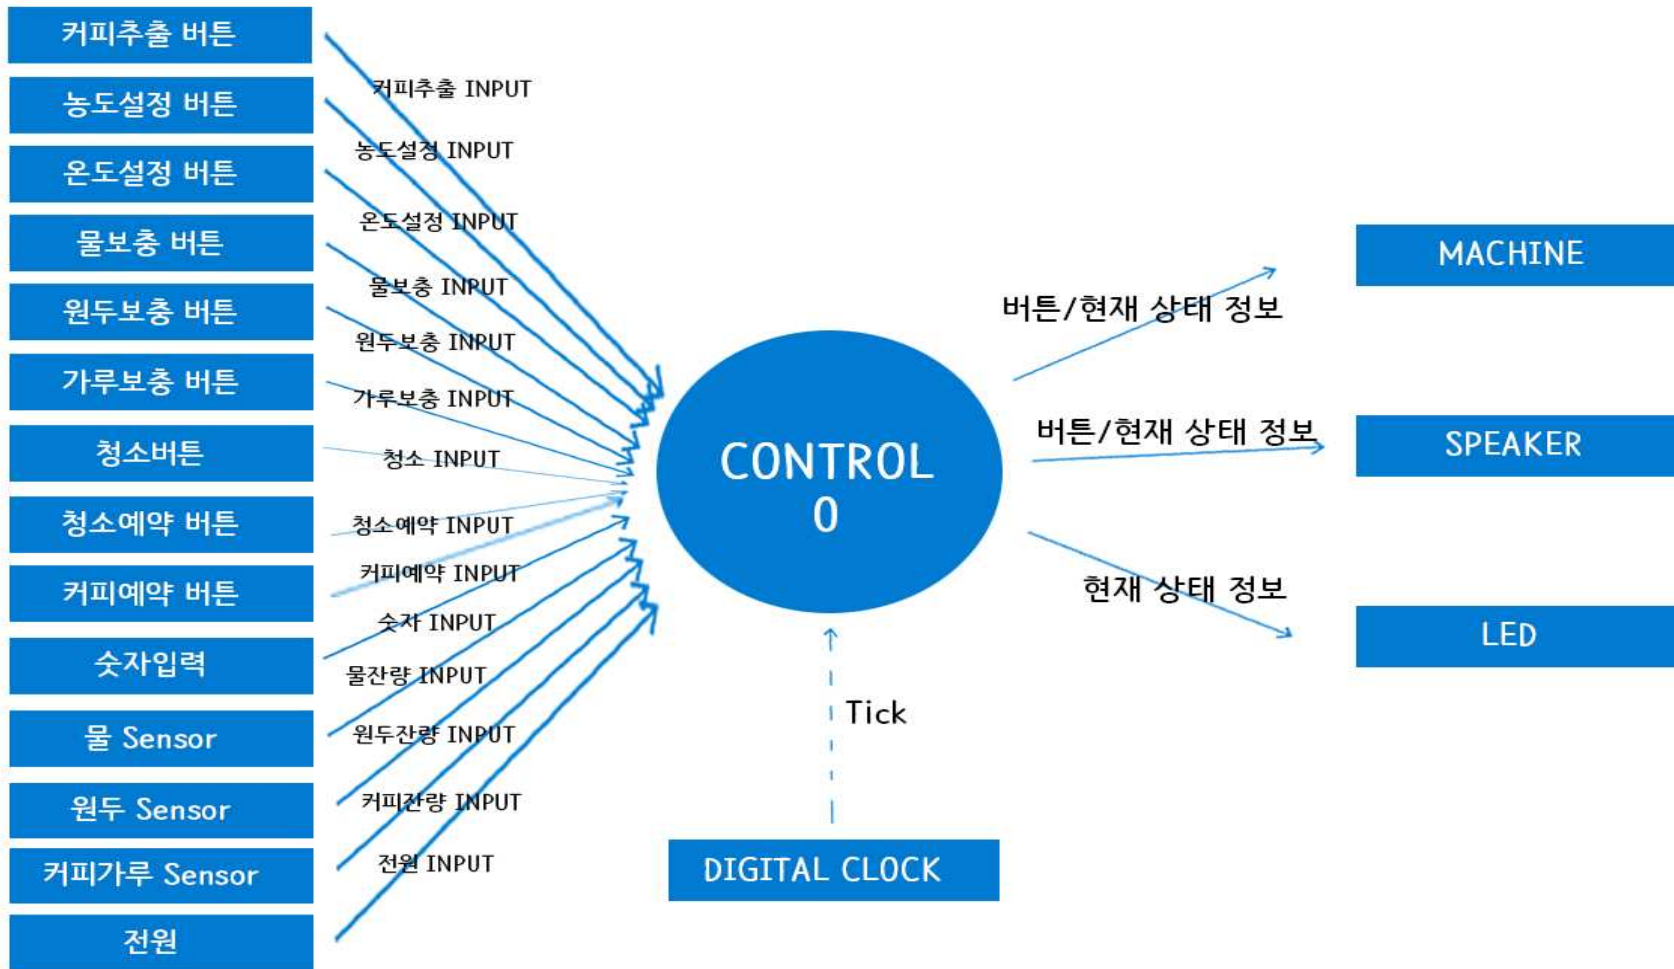 커피추출 버튼
농도설정 버튼
온도설정 버튼
물보충 버튼
원두보충 버튼
가루보충 버튼
청소버튼
청소예약 버튼
커피예약 버튼
숫자입력
물 Sensor
원두 Sensor
커피가루 Sensor
전원
커피추출 INPUT
농도설정 INPUT
온도설정 INPUT
물보충 INPUT
원두보충 INPUT
가루보충 INPUT
청소 INPUT
청소예약 INPUT
커피예약 INPUT
숫자 INPUT
물잔량 INPUT
원두잔량 INPUT
커피잔량 INPUT
전원 INPUT
CONTROL
0
Tick
DIGITAL CLOCK
버튼/현재 상태 정보
버튼/현재 상태 정보
현재 상태 정보
MACHINE
SPEAKER
LED